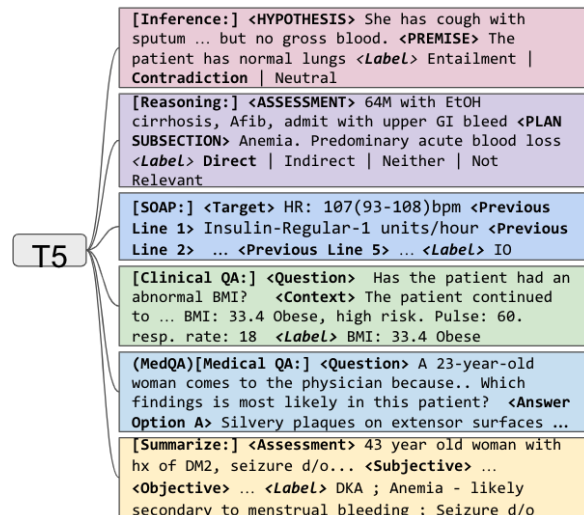 T5
[Inference:] <HYPOTHESIS> She has cough with
sputum … but no gross blood. <PREMISE> The
patient has normal lungs <Label> Entailment |
Contradiction | Neutral
[Reasoning:] <ASSESSMENT> 64M with EtOH
cirrhosis, Afib, admit with upper GI bleed <PLAN
SUBSECTION> Anemia. Predominary acute blood loss
<Label> Direct | Indirect | Neither | Not
Relevant
[SOAP:] <Target> HR: 107(93-108)bpm <Previous
Line 1> Insulin-Regular-1 units/hour <Previous
Line 2> … <Previous Line 5> … <Label> IO
[Clinical QA:] <Question> Has the patient had an
abnormal BMI? <Context> The patient continued
to … BMI: 33.4 Obese, high risk. Pulse: 60.
resp. rate: 18 <Label> BMI: 33.4 Obese
(MedQA)[Medical QA:] <Question> A 23-year-old
woman comes to the physician because.. Which
findings is most likely in this patient? <Answer
Option A> Silvery plaques on extensor surfaces …
[Summarize:] <Assessment> 43 year old woman with
hx of DM2, seizure d/o... <Subjective> …
<Objective> … <Label> DKA ; Anemia - likely
secondary to menstrual bleeding ; Seizure d/o